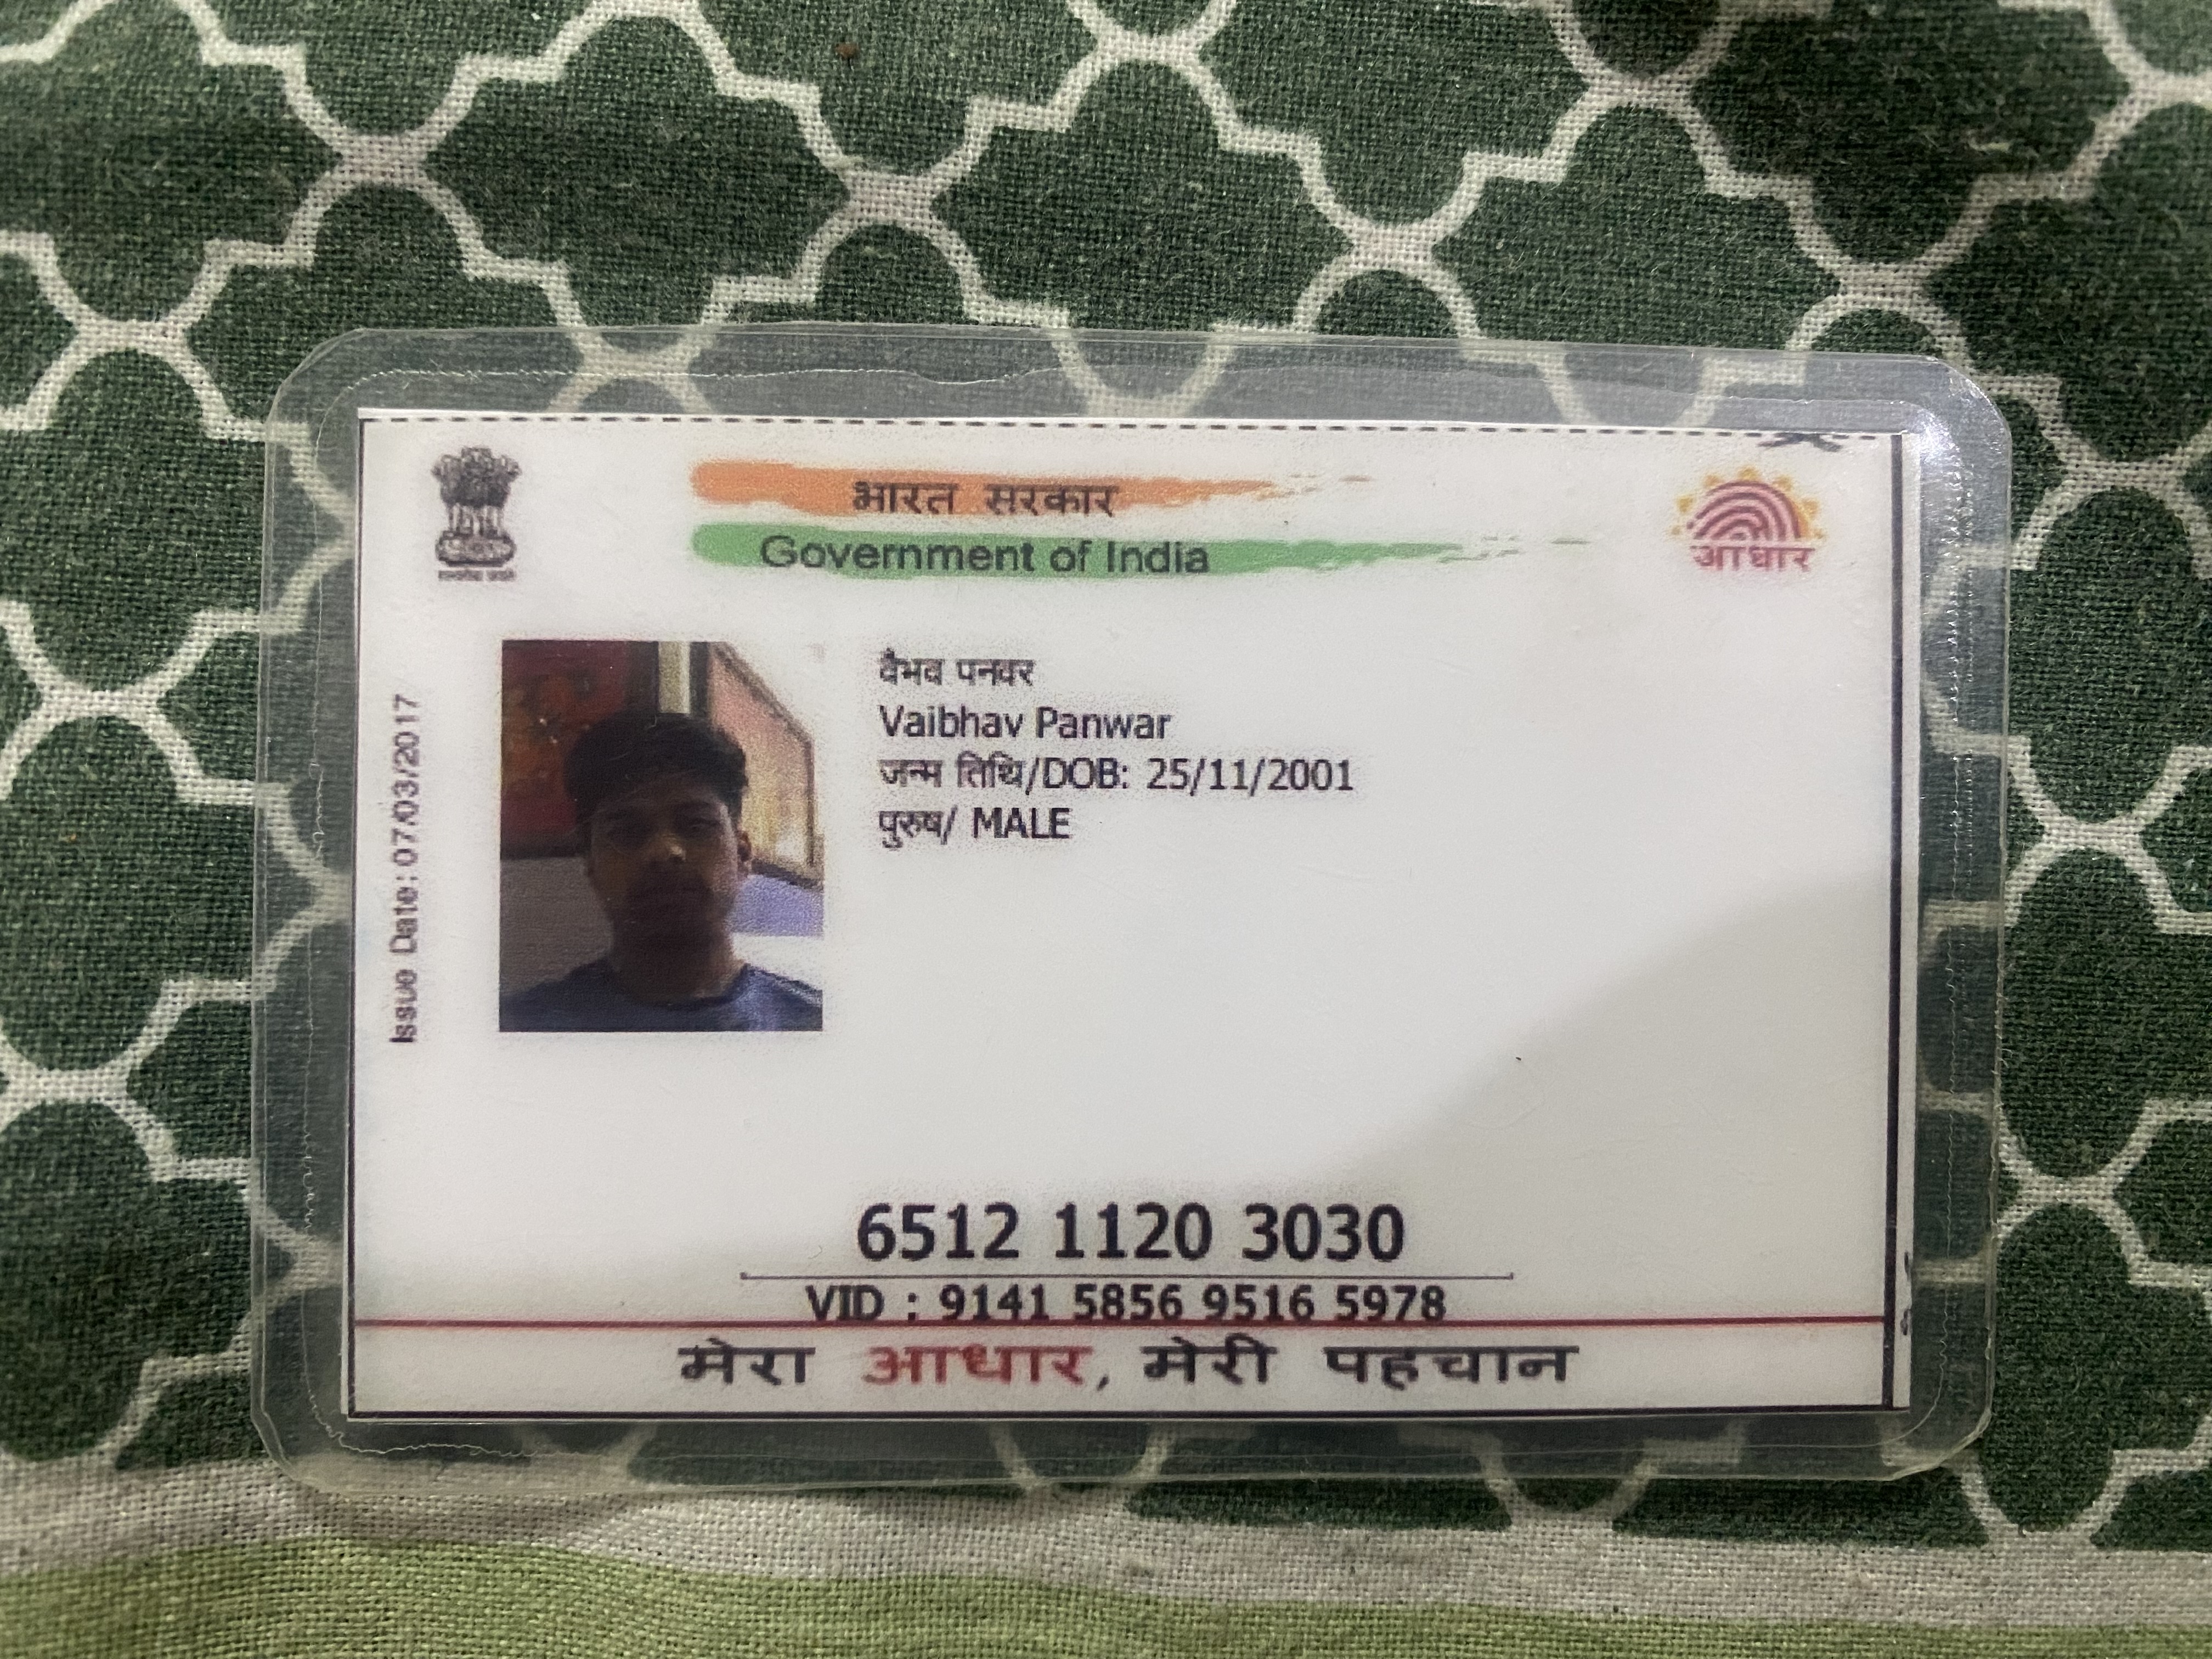 भारत सरकार
Government of India
Issue Date: 07/03/2017
वैभव पनवर
Vaibhav Panwar
जन्म तिथि/DOB: 25/11/2001
पुरुष/ MALE
आधार
6512 1120 3030
VID : 9141 5856 9516 5978
मेरा आधार, मेरी पहचान